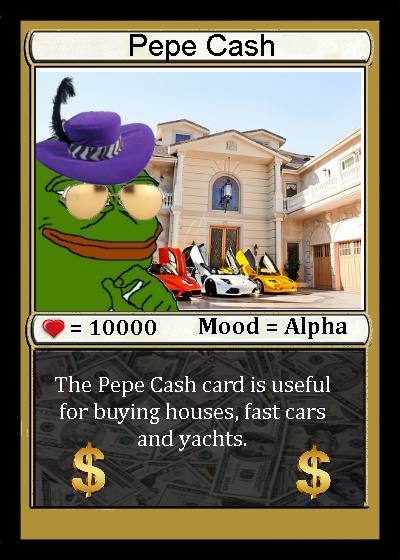 Pepe Cash
= 10000 Mood = Alpha
The Pepe Cash card is useful
for buying houses, fast cars
and yachts.
$ $